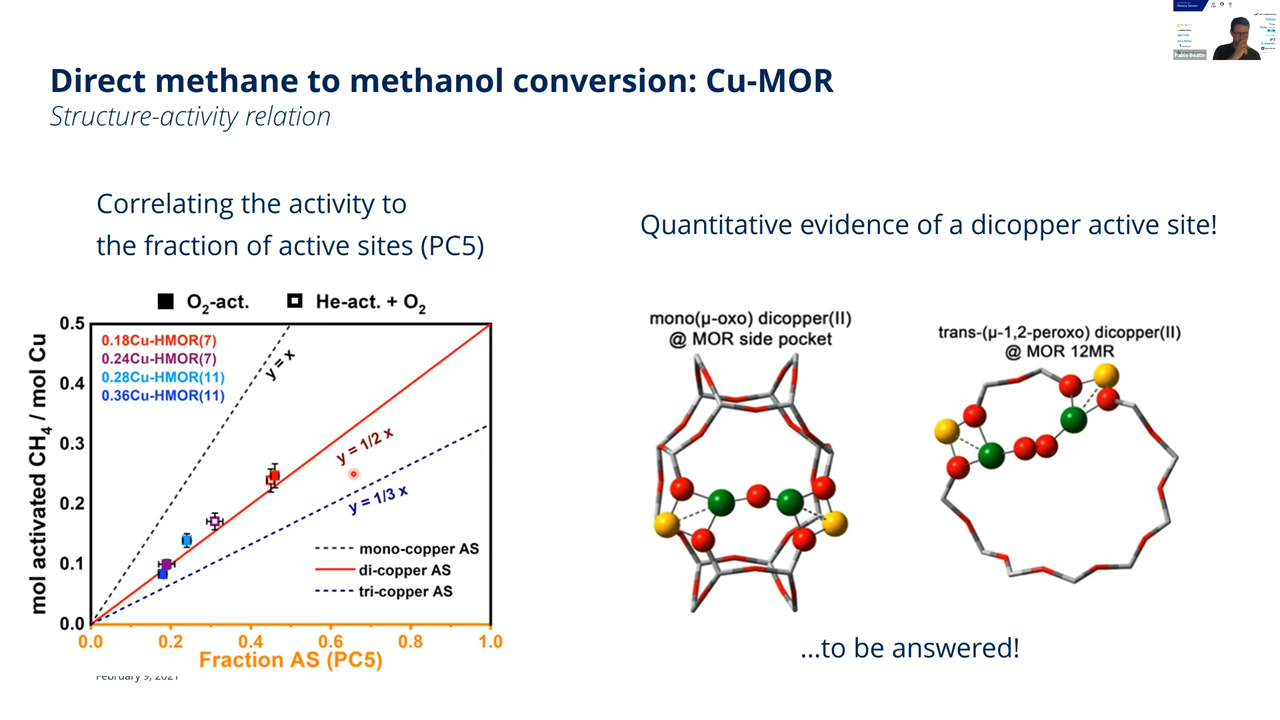 Direct methane to methanol conversion: Cu-MOR
Structure-activity relation
Correlating the activity to
the fraction of active sites (PC5)
Quantitative evidence of a dicopper active site!
O2-act.
He-act. + O2
0.5
0.4
0.3
0.2
0.1
0.0
mol activated CH4 / mol Cu
0.18Cu-HMOR(7)
0.24Cu-HMOR(7)
0.28Cu-HMOR(11)
0.36Cu-HMOR(11)
y = x
y = 1/2 x
y = 1/3 x
mono-copper AS
di-copper AS
tri-copper AS
0.0 0.2 0.4 0.6 0.8 1.0
Fraction AS (PC5)
mono(μ-oxo) dicopper(II)
@ MOR side pocket
trans-(μ-1,2-peroxo) dicopper(II)
@ MOR 12MR
...to be answered!
February 9, 2021
Pablo Beato